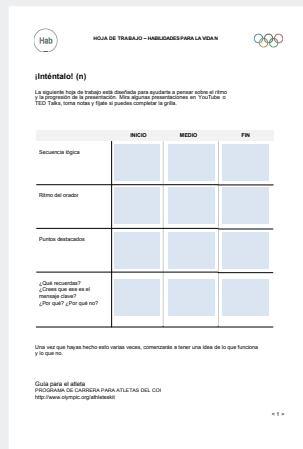 Hab
HOJA DE TRABAJO – HABILIDADES PARA LA VIDA N
¡Inténtalo! (n)
La siguiente hoja de trabajo está diseñada para ayudarte a pensar sobre el ritmo
y la progresión de la presentación. Mira algunas presentaciones en YouTube o
TED Talks, toma notas y fíjate si puedes completar la grilla.
INICIO MEDIO FIN
Secuencia lógica
Ritmo del orador
Puntos destacados
¿Qué recuerdas?
¿Crees que ese es el
mensaje clave?
¿Por qué? ¿Por qué no?
Una vez que hayas hecho esto varias veces, comenzarás a tener una idea de lo que funciona
y lo que no.
Guía para el atleta
PROGRAMA DE CARRERA PARA ATLETAS DEL COI
http://www.olympic.org/athleteskit
< 1 >